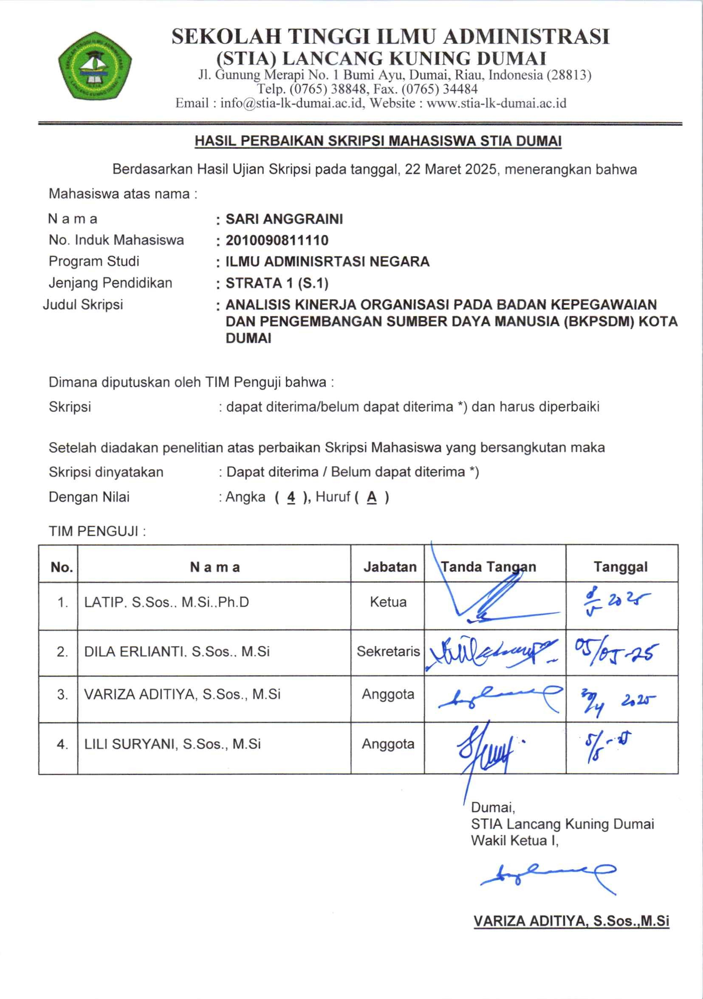 SEKOLAH TINGGI ILMU ADMINISTRASI
(STIA) LANCANG KUNING DUMAI
Jl. Gunung Merapi No. 1 Bumi Ayu, Dumai, Riau, Indonesia (28813)
Telp. (0765) 38848, Fax. (0765) 34484
Email : info@stia-lk-dumai.ac.id, Website : www.stia-lk-dumai.ac.id
HASIL PERBAIKAN SKRIPSI MAHASISWA STIA DUMAI
Berdasarkan Hasil Ujian Skripsi pada tanggal, 22 Maret 2025, menerangkan bahwa
Mahasiswa atas nama :
N a m a : SARI ANGGRAINI
No. Induk Mahasiswa : 2010090811110
Program Studi : ILMU ADMINISRTASI NEGARA
Jenjang Pendidikan : STRATA 1 (S.1)
Judul Skripsi : ANALISIS KINERJA ORGANISASI PADA BADAN KEPEGAWAIAN
DAN PENGEMBANGAN SUMBER DAYA MANUSIA (BKPSDM) KOTA
DUMAI
Dimana diputuskan oleh TIM Penguji bahwa :
Skripsi : dapat diterima/belum dapat diterima *) dan harus diperbaiki
Setelah diadakan penelitian atas perbaikan Skripsi Mahasiswa yang bersangkutan maka
Skripsi dinyatakan : Dapat diterima / Belum dapat diterima *)
Dengan Nilai : Angka ( 4 ), Huruf ( A )
TIM PENGUJI :
No. N a m a Jabatan Tanda Tangan Tanggal
1. LATIP. S.Sos.. M.Si..Ph.D Ketua 8/5 2025
2. DILA ERLIANTI. S.Sos.. M.Si Sekretaris 05/05-25
3. VARIZA ADITIYA, S.Sos., M.Si Anggota 2025
4. LILI SURYANI, S.Sos., M.Si Anggota 5/5-25
Dumai,
STIA Lancang Kuning Dumai
Wakil Ketua I,
VARIZA ADITIYA, S.Sos.,M.Si